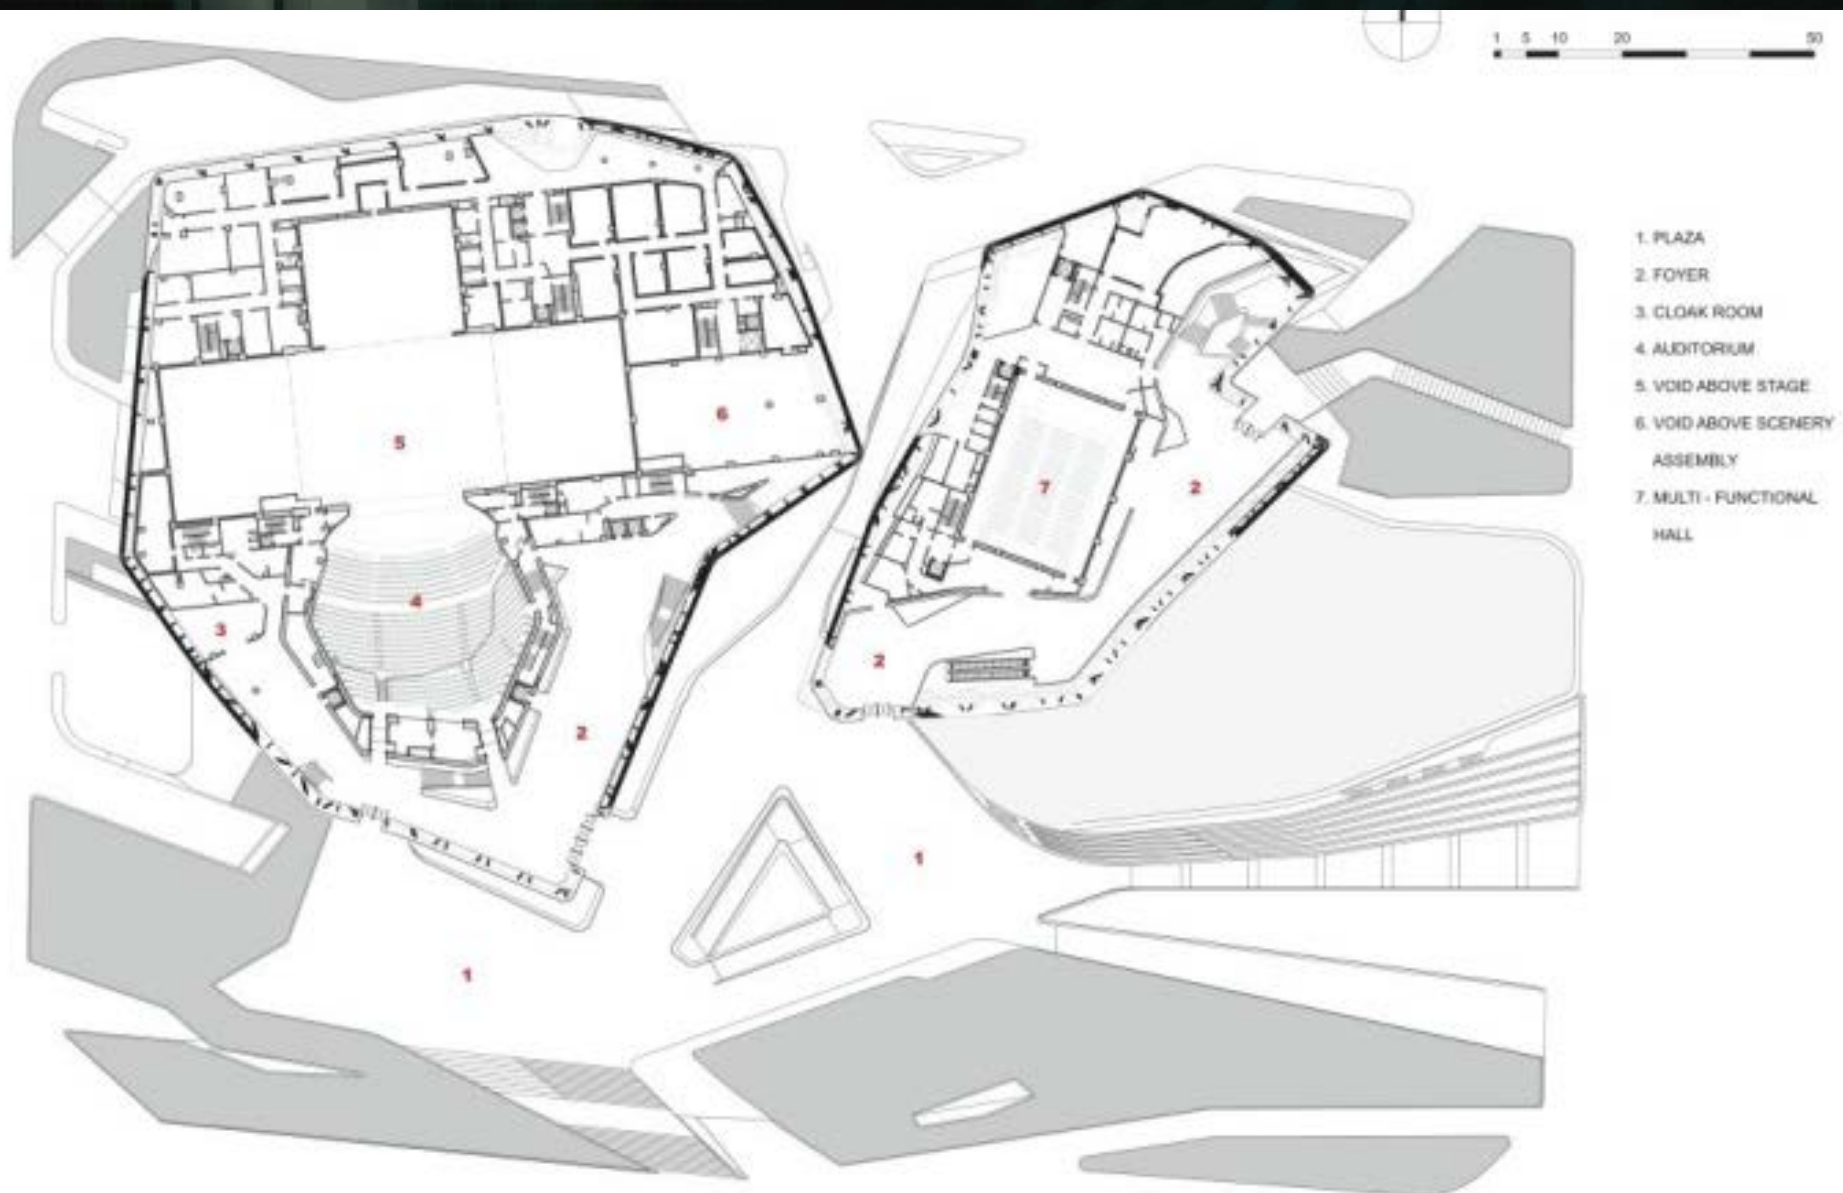 1 5 10 20 50
1. PLAZA
2. FOYER
3. CLOAK ROOM
4. AUDITORIUM
5. VOID ABOVE STAGE
6. VOID ABOVE SCENERY
ASSEMBLY
7. MULTI - FUNCTIONAL
HALL
6
5
7
2
4
3
2
2
1
1